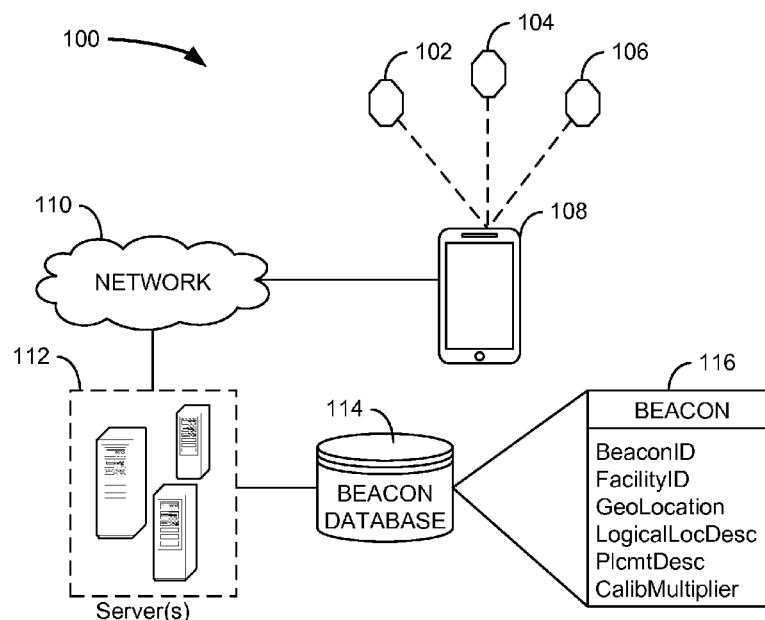 100
102
104
106
108
110
NETWORK
112
114
BEACON
DATABASE
116
BEACON
BeaconID
FacilityID
GeoLocation
LogicalLocDesc
PlcmtDesc
CalibMultiplier
Server(s)